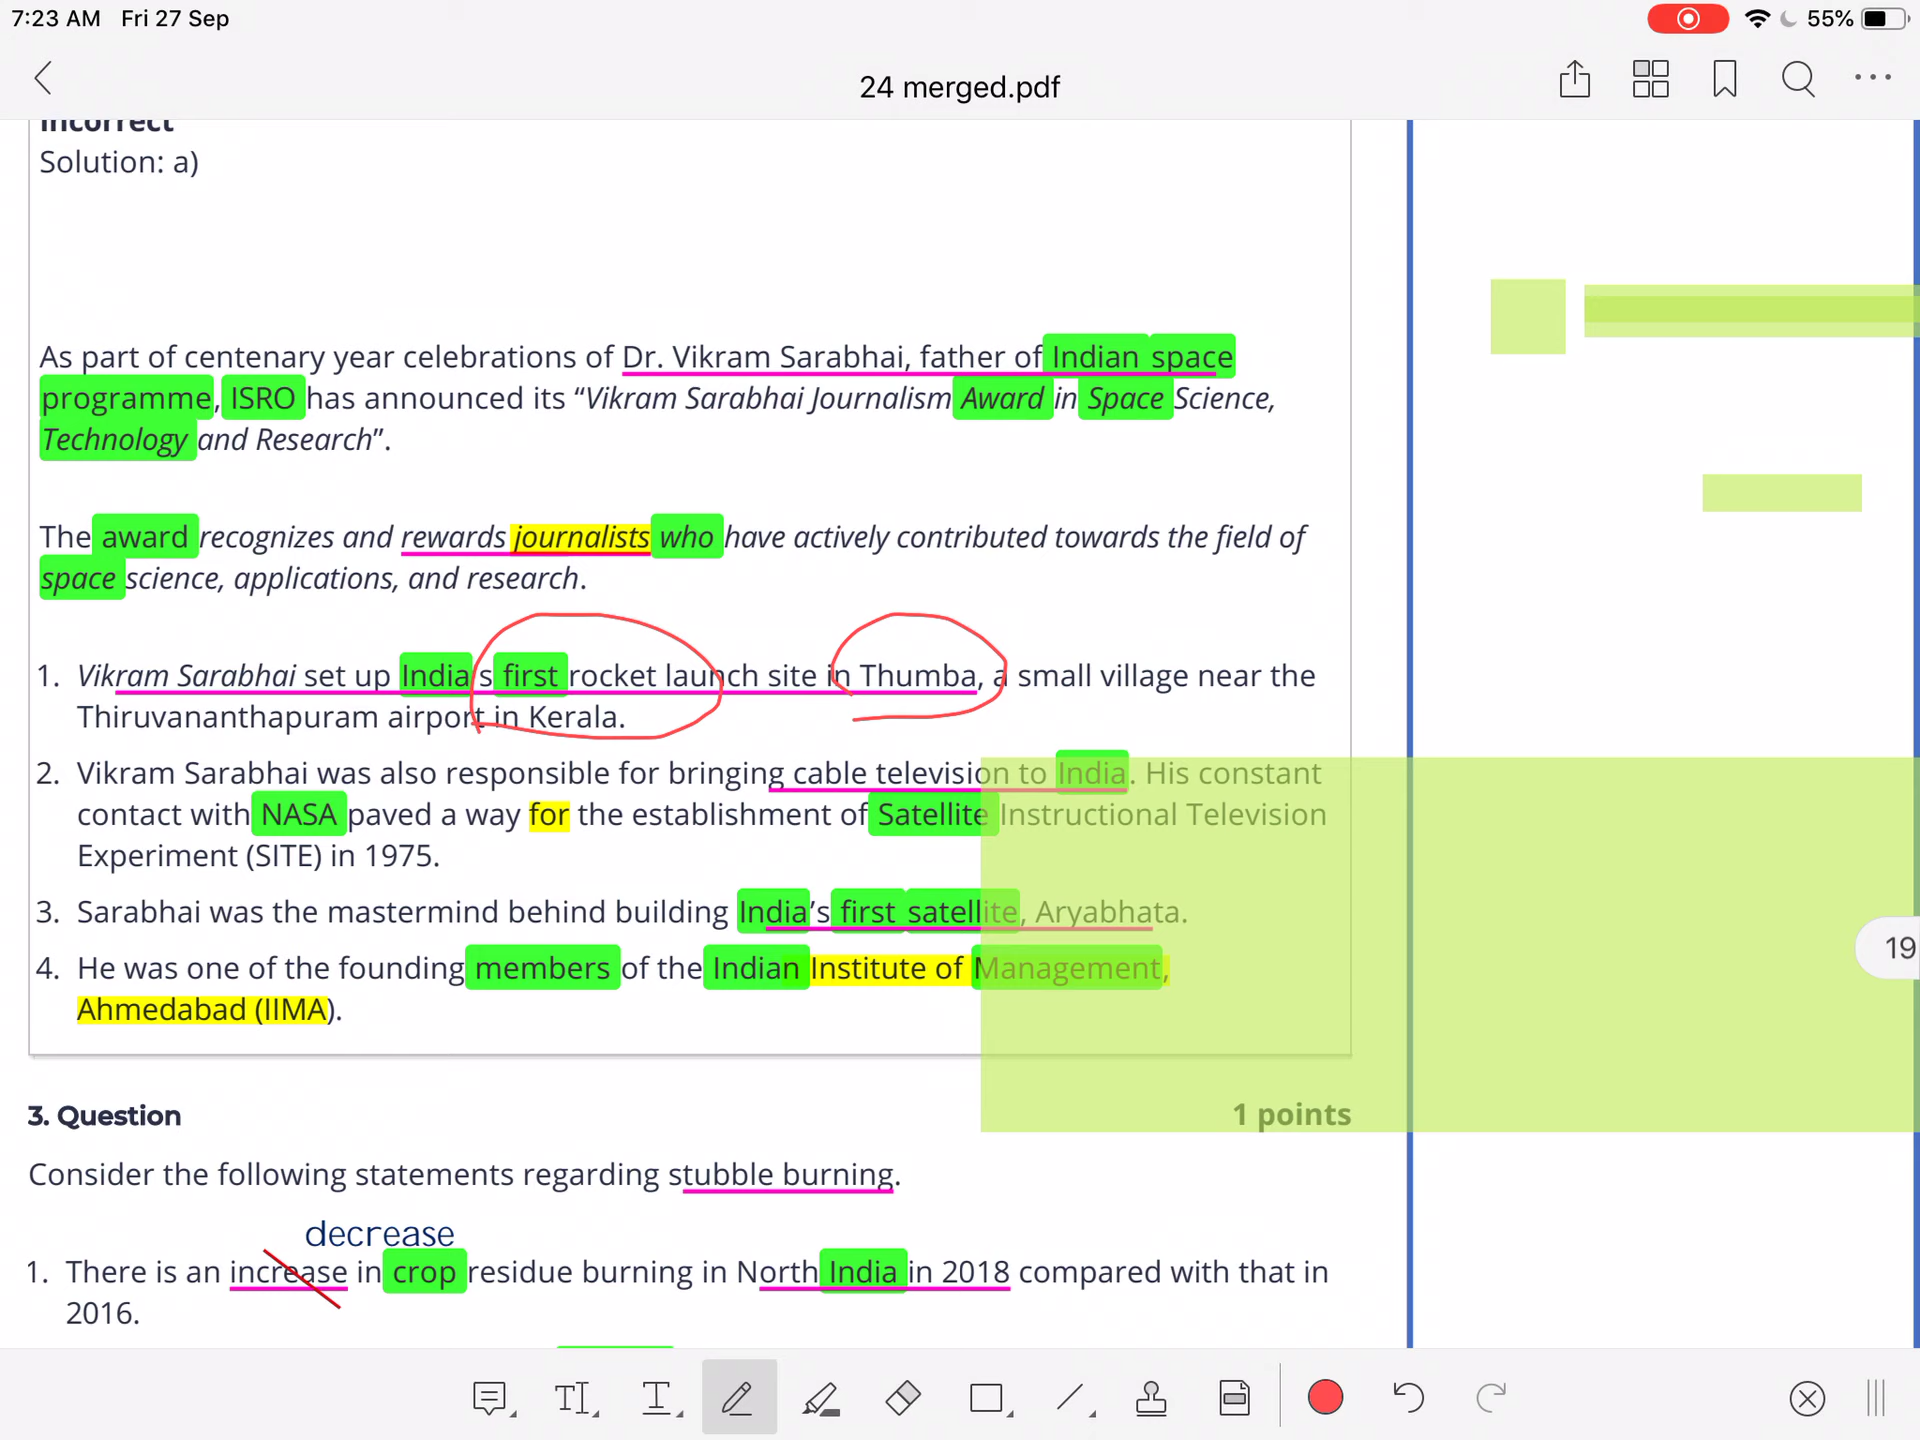 7:23 AM Fri 27 Sep
55%
24 merged.pdf
Incorrect
Solution: a)
As part of centenary year celebrations of Dr. Vikram Sarabhai, father of Indian space
programme, ISRO has announced its “Vikram Sarabhai Journalism Award in Space Science,
Technology and Research”.
The award recognizes and rewards journalists who have actively contributed towards the field of
space science, applications, and research.
1. Vikram Sarabhai set up India s first rocket launch site in Thumba, a small village near the
Thiruvananthapuram airport in Kerala.
2. Vikram Sarabhai was also responsible for bringing cable television to India. His constant
contact with NASA paved a way for the establishment of Satellite Instructional Television
Experiment (SITE) in 1975.
3. Sarabhai was the mastermind behind building India’s first satellite, Aryabhata.
4. He was one of the founding members of the Indian Institute of Management,
Ahmedabad (IIMA).
19
3. Question 1 points
Consider the following statements regarding stubble burning.
decrease
1. There is an increase in crop residue burning in North India in 2018 compared with that in
2016.